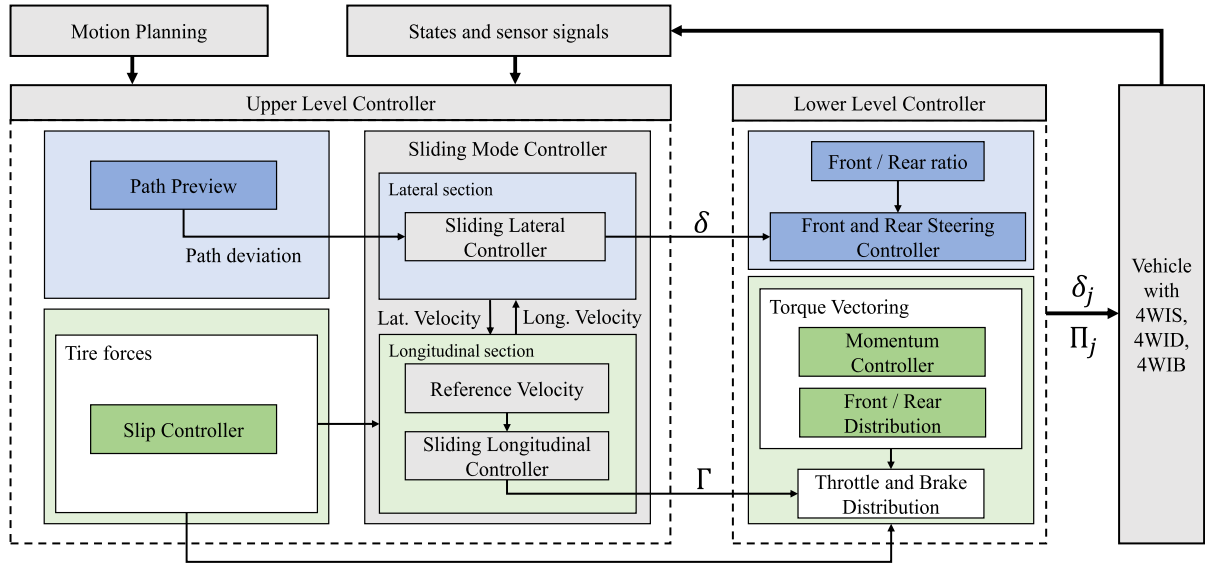 Motion Planning
States and sensor signals
Upper Level Controller
Lower Level Controller
Path Preview
Path deviation
Sliding Mode Controller
Lateral section
Sliding Lateral
Controller
Lat. Velocity
Long. Velocity
Longitudinal section
Reference Velocity
Sliding Longitudinal
Controller
Tire forces
Slip Controller
δ
Γ
Front / Rear ratio
Front and Rear Steering
Controller
Torque Vectoring
Momentum
Controller
Front / Rear
Distribution
Throttle and Brake
Distribution
δⱼ
Πⱼ
Vehicle
with
4WIS,
4WID,
4WIB